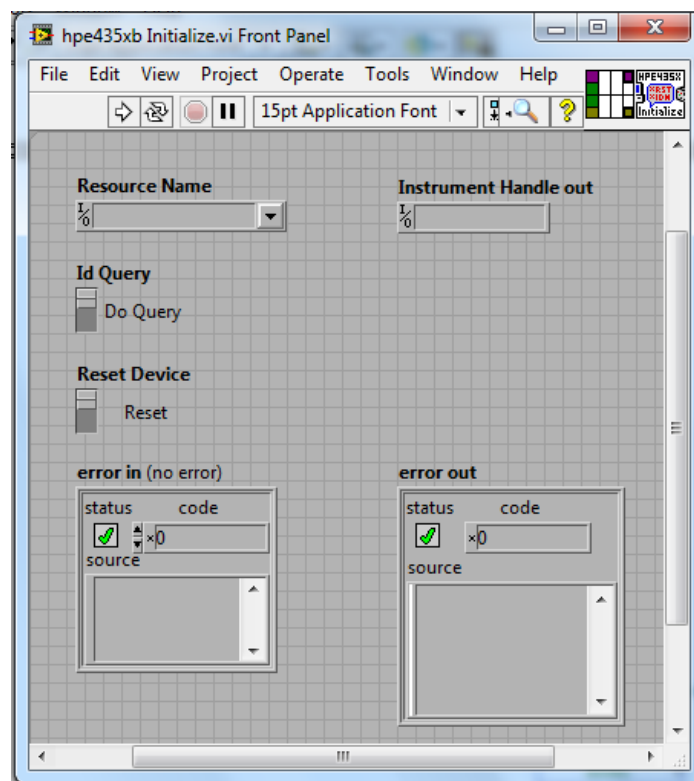 hpe435xb Initialize.vi Front Panel
File Edit View Project Operate Tools Window Help
HPE435X
15pt Application Font
?
XRST
XIDN
Initialize
Resource Name
Instrument Handle out
I/O
I/O
Id Query
Do Query
Reset Device
Reset
error in (no error)
error out
status code
status code
×0
×0
source
source